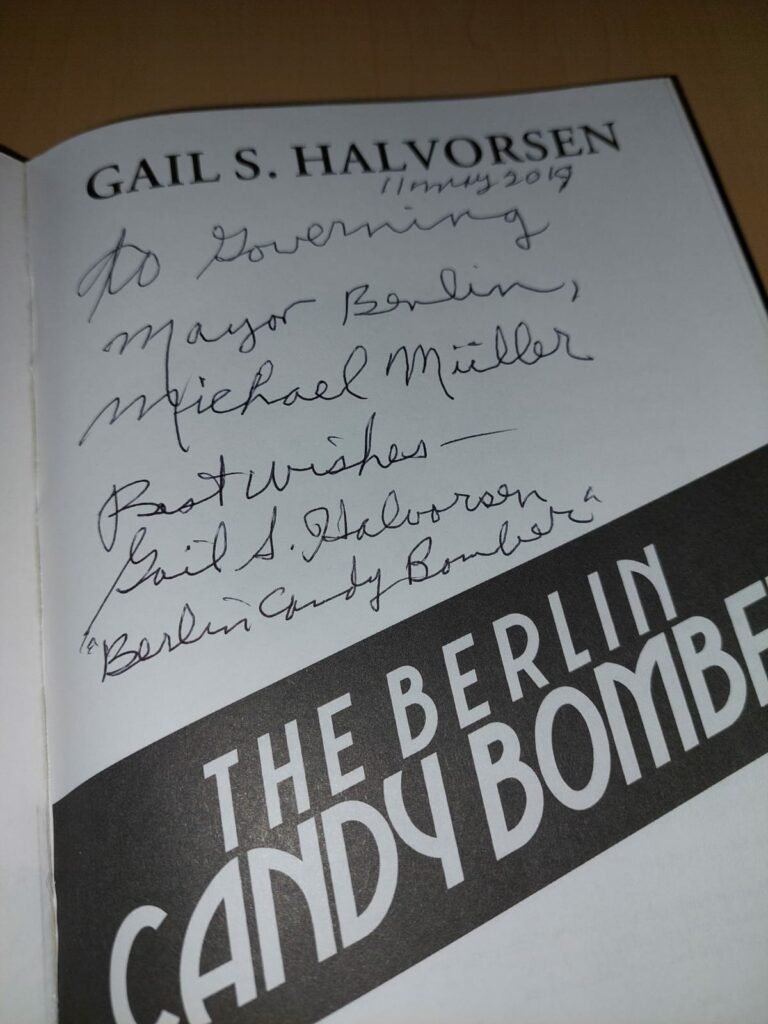 GAIL S. HALVORSEN
11 may 2019
to Governing
Mayor Berlin,
Michael Müller
Best wishes—
Gail S. Halvorsen
"Berlin Candy Bomber"
THE BERLIN
CANDY BOMBE